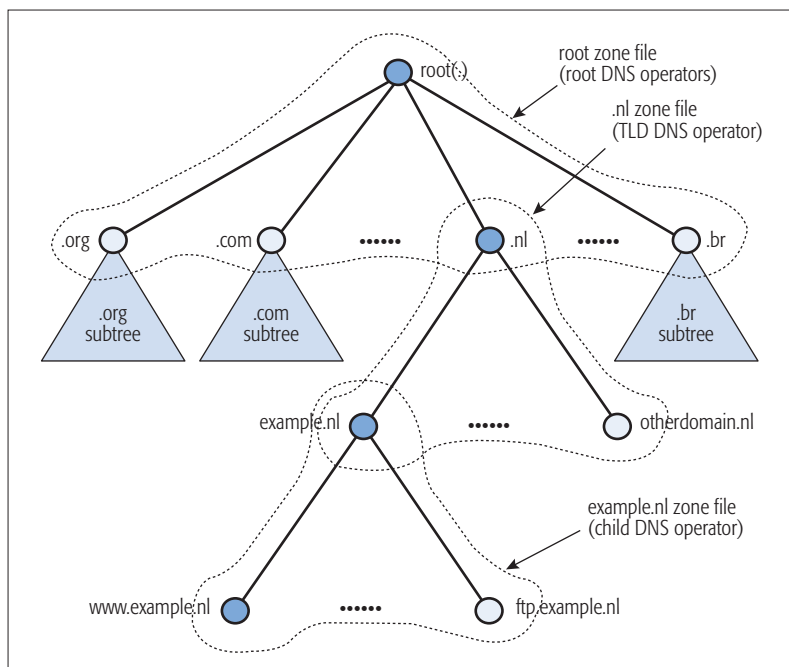 root(.)
root zone file
(root DNS operators)
.nl zone file
(TLD DNS operator)
.org
.com
••••••
.nl
••••••
.br
.org
subtree
.com
subtree
.br
subtree
example.nl
••••••
otherdomain.nl
example.nl zone file
(child DNS operator)
www.example.nl
••••••
ftp.example.nl